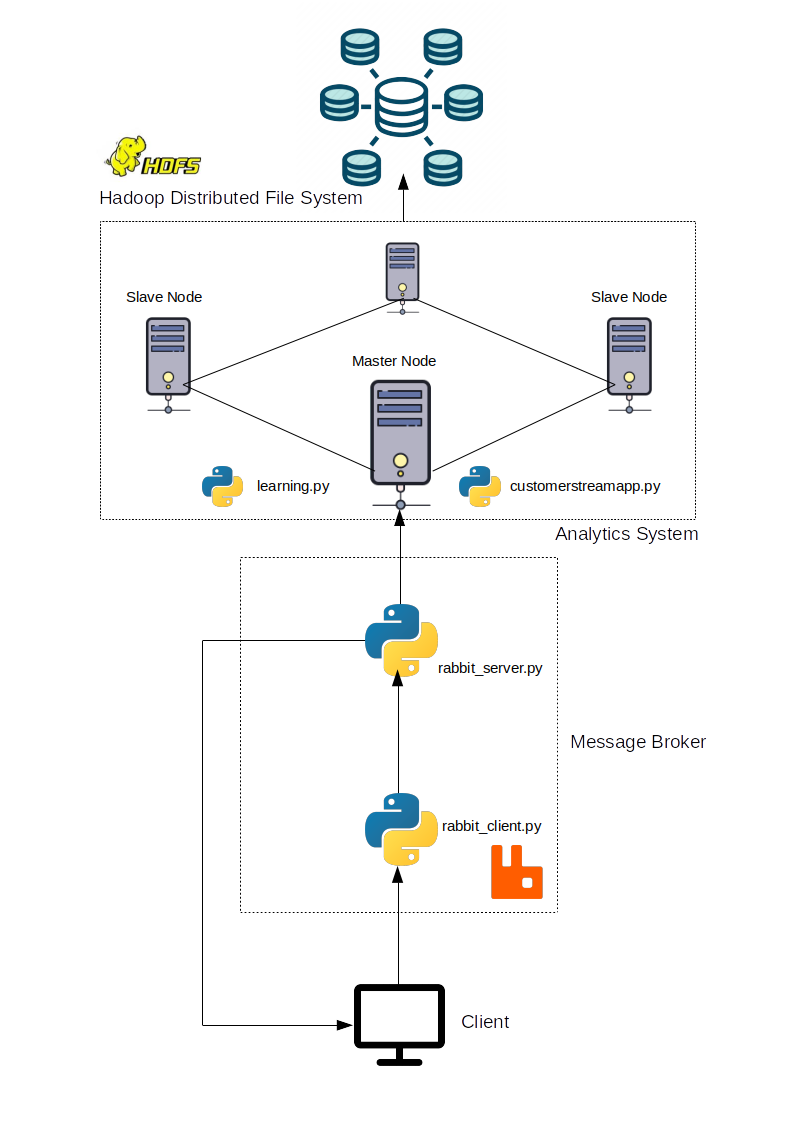 HDFS
Hadoop Distributed File System
Slave Node
Slave Node
Master Node
learning.py
customerstreamapp.py
Analytics System
rabbit_server.py
Message Broker
rabbit_client.py
Client